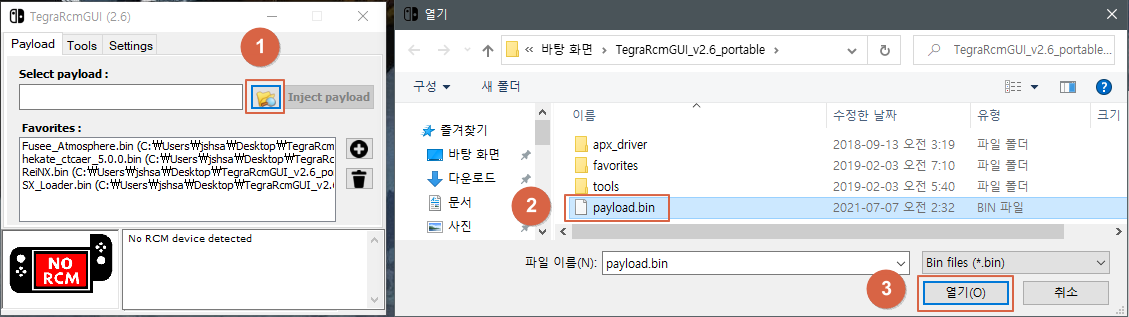 TegraRcmGUI (2.6)
Payload Tools Settings
1
Select payload :
Inject payload
Favorites :
Fusee_Atmosphere.bin (C:₩Users₩jshsa₩Desktop₩TegraRcm
hekate_ctcaer_5.0.0.bin (C:₩Users₩jshsa₩Desktop₩TegraRc
ReiNX.bin (C:₩Users₩jshsa₩Desktop₩TegraRcmGUI_v2.6_po
SX_Loader.bin (C:₩Users₩jshsa₩Desktop₩TegraRcmGUI_v2.6
NO
RCM
No RCM device detected
열기
« 바탕 화면 > TegraRcmGUI_v2.6_portable >
TegraRcmGUI_v2.6_portable...
구성 새 폴더
이름 수정한 날짜 유형 크기
즐겨찾기
바탕 화면
다운로드
문서
사진
apx_driver 2018-09-13 오전 3:19 파일 폴더
favorites 2019-02-03 오전 7:10 파일 폴더
tools 2019-02-03 오전 5:40 파일 폴더
2
payload.bin 2021-07-07 오전 2:32 BIN 파일
파일 이름(N): payload.bin Bin files (*.bin)
3
열기(O) 취소